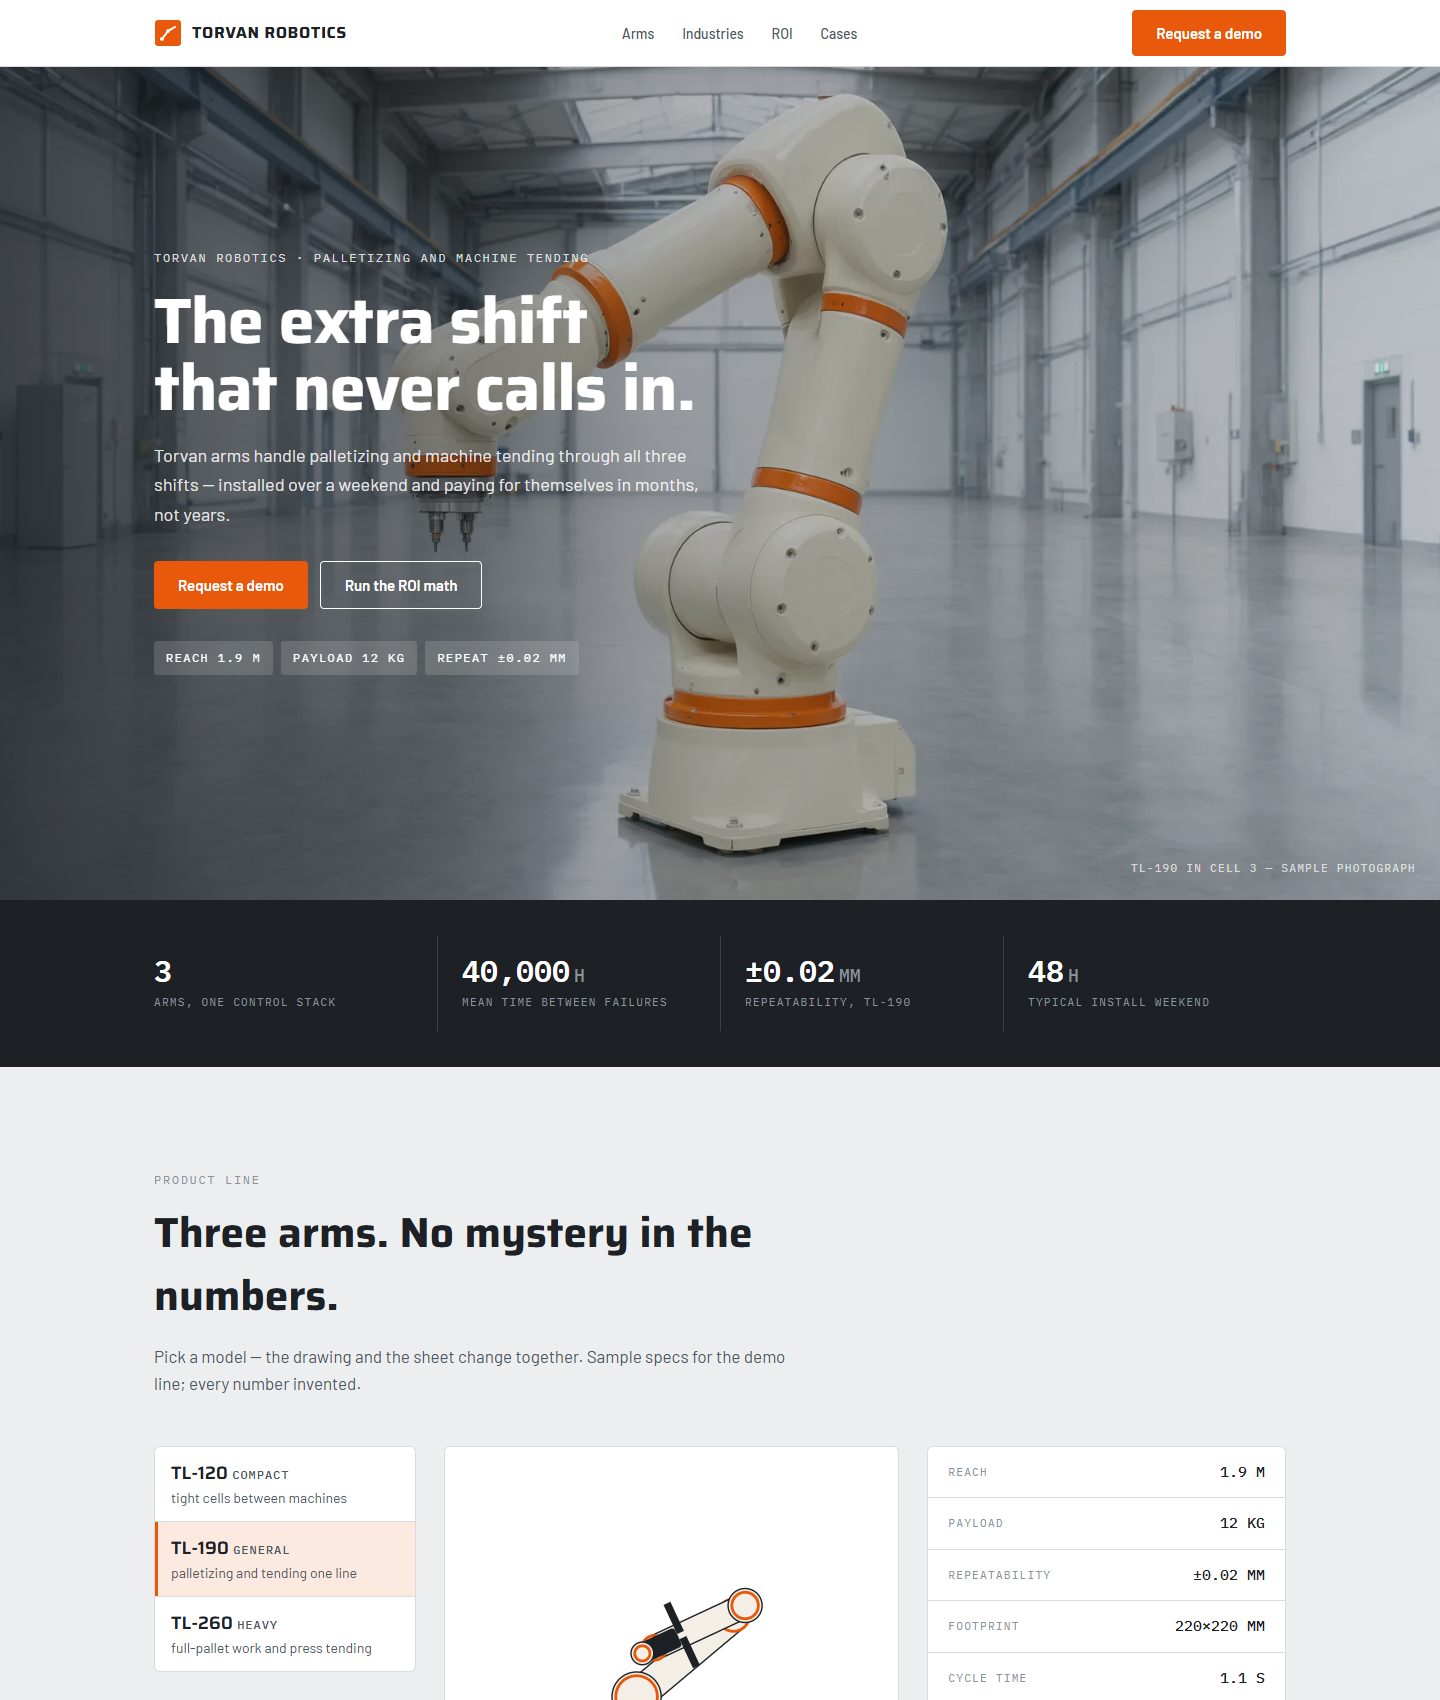 TORVAN ROBOTICS
Arms
Industries
ROI
Cases
Request a demo
TORVAN ROBOTICS · PALLETIZING AND MACHINE TENDING
The extra shift
that never calls in.
Torvan arms handle palletizing and machine tending through all three
shifts — installed over a weekend and paying for themselves in months,
not years.
Request a demo
Run the ROI math
REACH 1.9 M
PAYLOAD 12 KG
REPEAT ±0.02 MM
TL-190 IN CELL 3 — SAMPLE PHOTOGRAPH
3
ARMS, ONE CONTROL STACK
40,000 H
MEAN TIME BETWEEN FAILURES
±0.02 MM
REPEATABILITY, TL-190
48 H
TYPICAL INSTALL WEEKEND
PRODUCT LINE
Three arms. No mystery in the
numbers.
Pick a model — the drawing and the sheet change together. Sample specs for the demo
line; every number invented.
TL-120 COMPACT
tight cells between machines
TL-190 GENERAL
palletizing and tending one line
TL-260 HEAVY
full-pallet work and press tending
REACH 1.9 M
PAYLOAD 12 KG
REPEATABILITY ±0.02 MM
FOOTPRINT 220×220 MM
CYCLE TIME 1.1 S